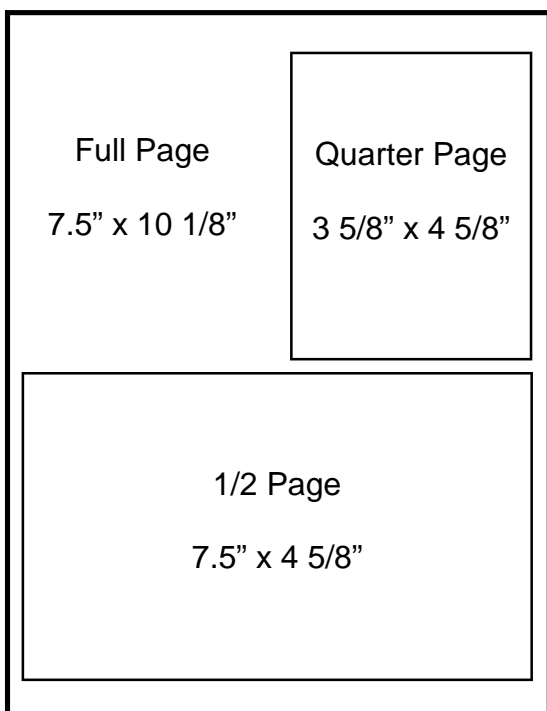 Full Page
7.5” x 10 1/8”
Quarter Page
3 5/8” x 4 5/8”
1/2 Page
7.5” x 4 5/8”